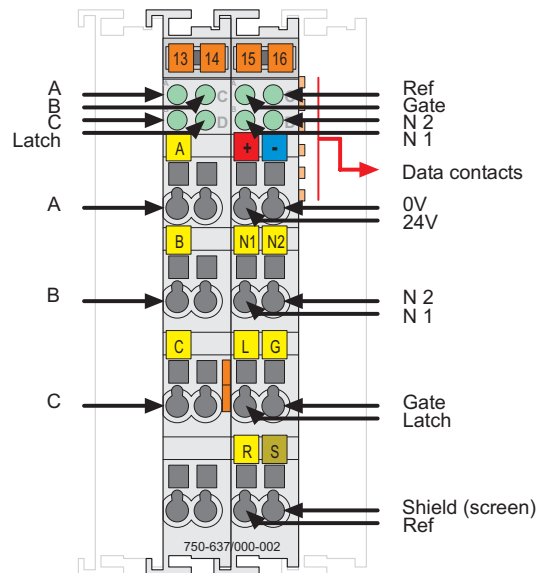 13 14 15 16
A
B
C
Latch
C
D
A
B
Ref
Gate
N 2
N 1
Data contacts
A + -
A
0V
24V
B N1 N2
B
N 2
N 1
C L G
C
Gate
Latch
R S
Shield (screen)
Ref
750-637/000-002